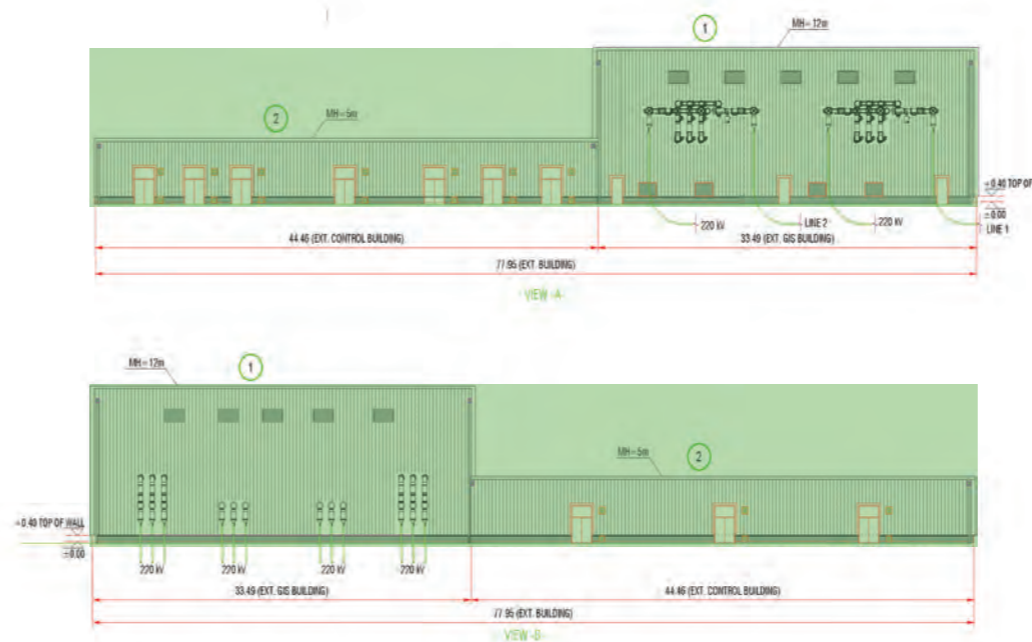 1
MH=12m
2
MH=5m
+0.40 TOP OF
±0.00
220 kV
LINE 2
220 kV
LINE 1
44.46 (EXT. CONTROL BUILDING)
33.49 (EXT. GIS BUILDING)
77.95 (EXT. BUILDING)
- VIEW -A-
MH=12m
1
MH=5m
2
+0.40 TOP OF WALL
±0.00
220 kV
220 kV
220 kV
220 kV
33.49 (EXT. GIS BUILDING)
44.46 (EXT. CONTROL BUILDING)
77.95 (EXT. BUILDING)
- VIEW -B-